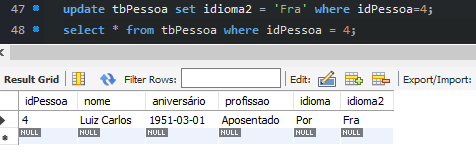 47 update tbPessoa set idioma2 = 'Fra' where idPessoa=4;
48 select * from tbPessoa where idPessoa = 4;
Result Grid Filter Rows: Edit: Export/Import:
idPessoa nome aniversário profissao idioma idioma2
4 Luiz Carlos 1951-03-01 Aposentado Por Fra
NULL NULL NULL NULL NULL NULL